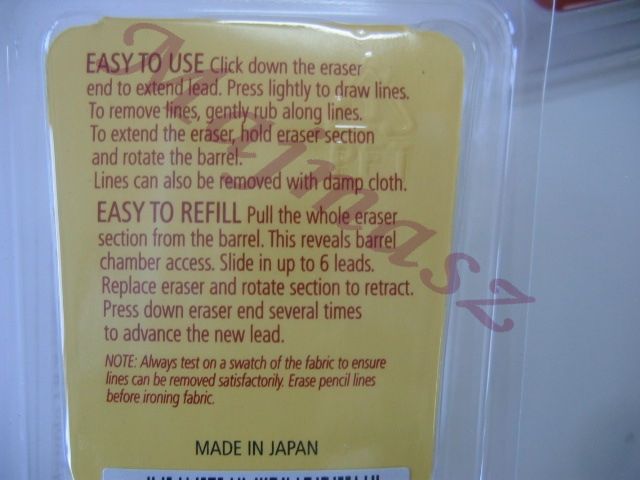 EASY TO USE Click down the eraser
end to extend lead. Press lightly to draw lines.
To remove lines, gently rub along lines.
To extend the eraser, hold eraser section
and rotate the barrel.
Lines can also be removed with damp cloth.
EASY TO REFILL Pull the whole eraser
section from the barrel. This reveals barrel
chamber access. Slide in up to 6 leads.
Replace eraser and rotate section to retract.
Press down eraser end several times
to advance the new lead.
NOTE: Always test on a swatch of the fabric to ensure
lines can be removed satisfactorily. Erase pencil lines
before ironing fabric.
MADE IN JAPAN
Majmasz
PET